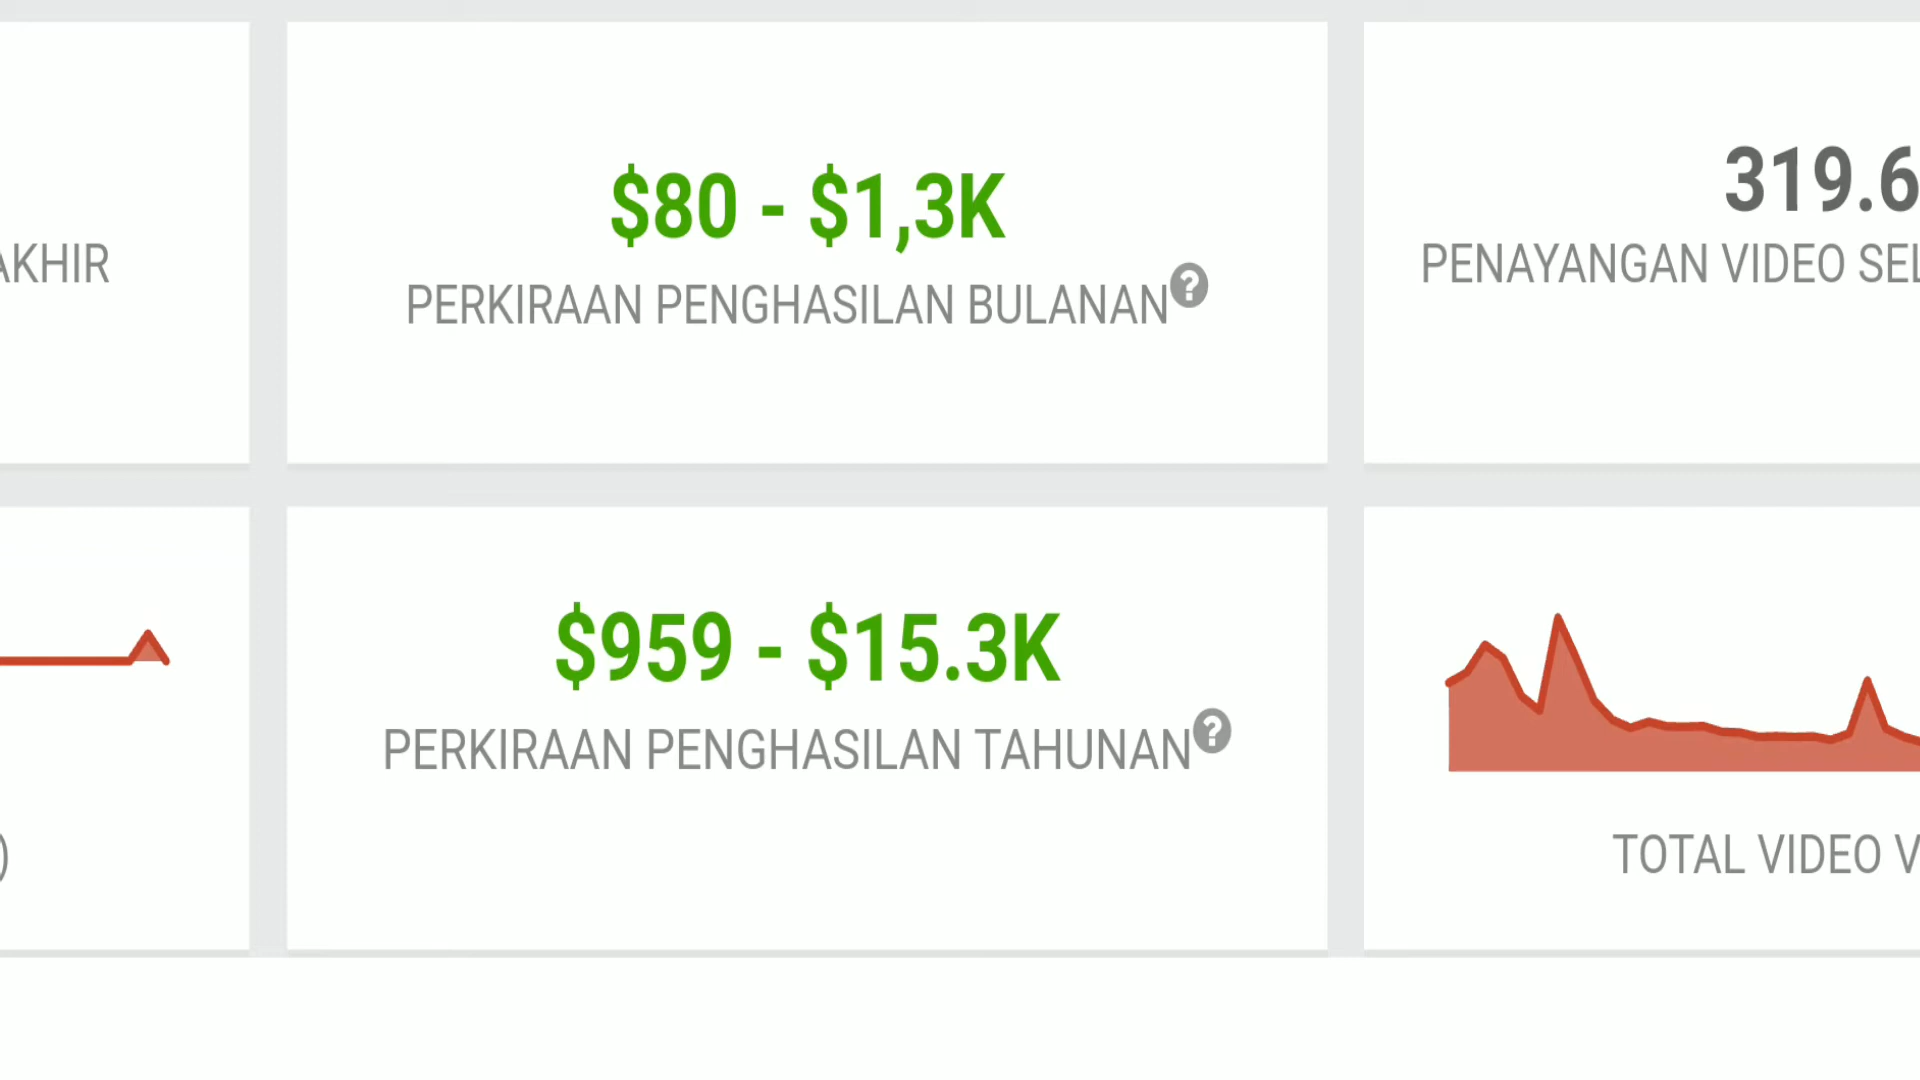 AKHIR
$80 - $1,3K
PERKIRAAN PENGHASILAN BULANAN
?
319.6
PENAYANGAN VIDEO SEL
)
$959 - $15.3K
PERKIRAAN PENGHASILAN TAHUNAN
?
TOTAL VIDEO V